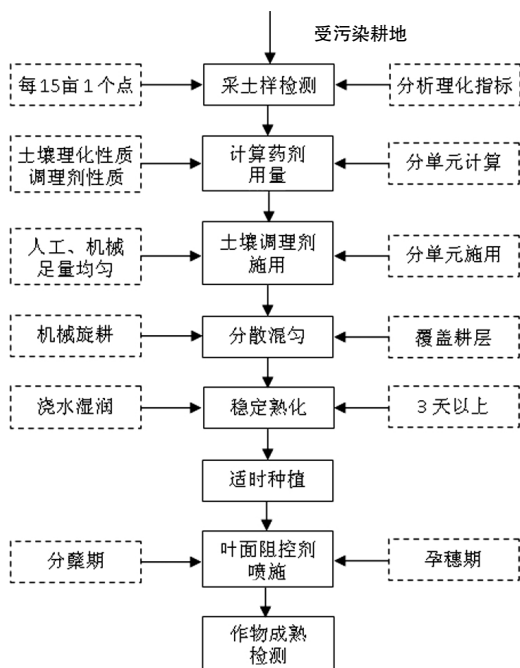 受污染耕地
每15亩1个点
采土样检测
分析理化指标
土壤理化性质
调理剂性质
计算药剂
用量
分单元计算
人工、机械
足量均匀
土壤调理剂
施用
分单元施用
机械旋耕
分散混匀
覆盖耕层
浇水湿润
稳定熟化
3天以上
适时种植
分蘖期
叶面阻控剂
喷施
孕穗期
作物成熟
检测